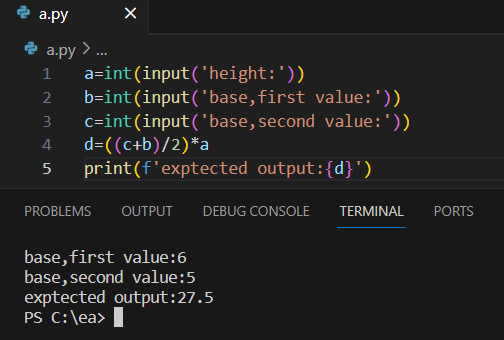 a.py ×
a.py > ...
1 a=int(input('height:'))
2 b=int(input('base,first value:'))
3 c=int(input('base,second value:'))
4 d=((c+b)/2)*a
5 print(f'exptected output:{d}')
PROBLEMS OUTPUT DEBUG CONSOLE TERMINAL PORTS
base,first value:6
base,second value:5
exptected output:27.5
PS C:\ea>